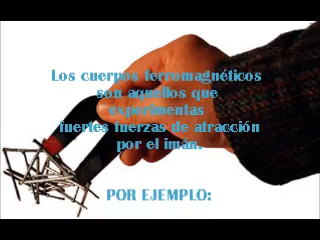 Los cuerpos ferromagnéticos
son aquellos que
experimentas
fuertes fuerzas de atracción
por el imán.
POR EJEMPLO: